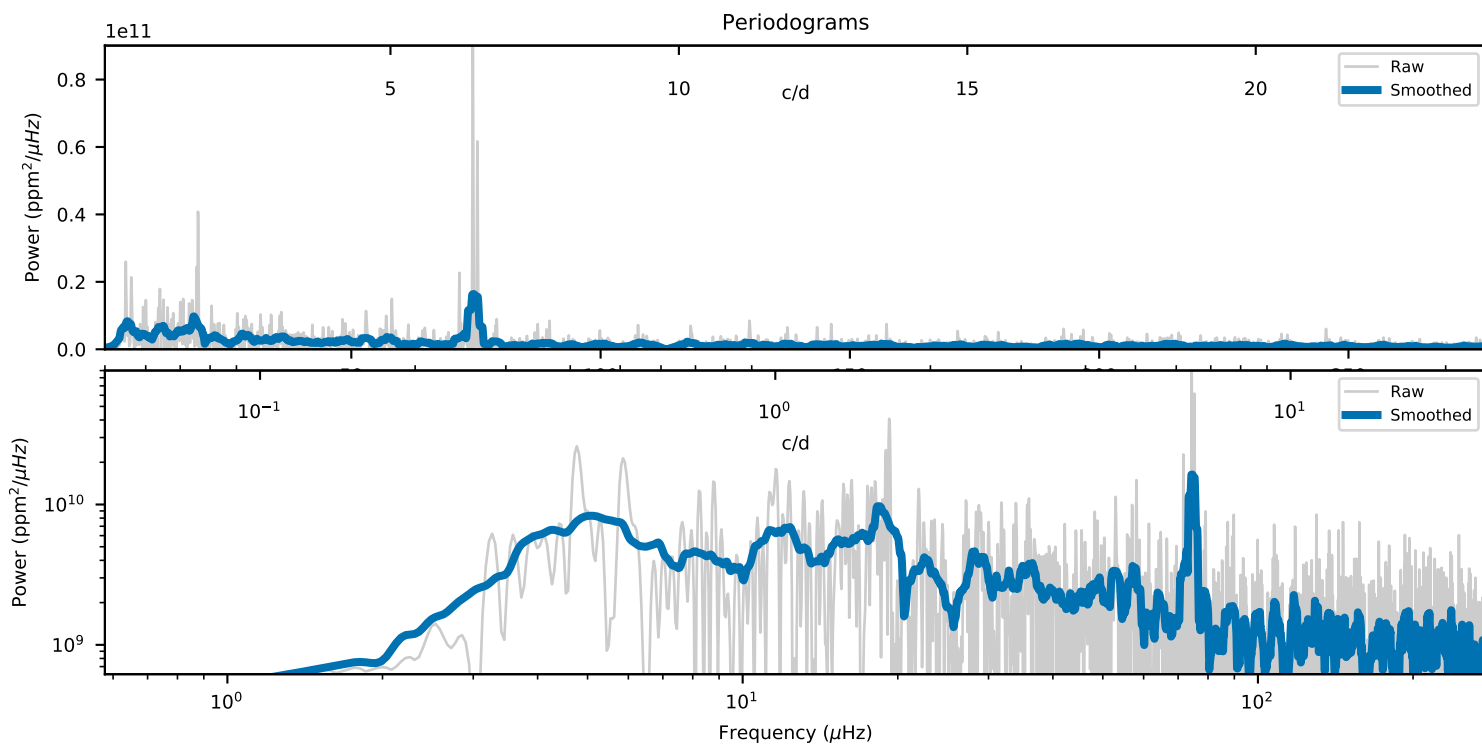 Periodograms
1e11
Power (ppm²/μHz)
0.8
0.6
0.4
0.2
0.0
5
10
15
20
c/d
Raw
Smoothed
Power (ppm²/μHz)
10¹⁰
10⁹
10⁻¹
10⁰
10¹
c/d
Raw
Smoothed
10⁰
10¹
10²
Frequency (μHz)